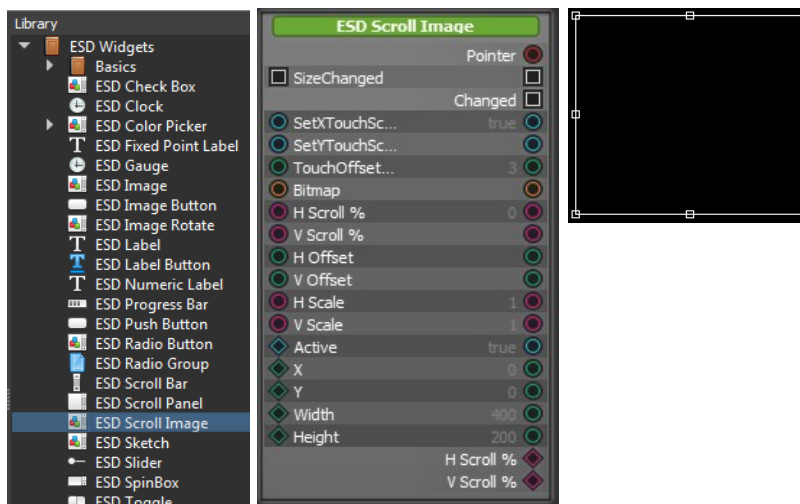 Library
ESD Widgets
Basics
ESD Check Box
ESD Clock
ESD Color Picker
ESD Fixed Point Label
ESD Gauge
ESD Image
ESD Image Button
ESD Image Rotate
ESD Label
ESD Label Button
ESD Numeric Label
ESD Progress Bar
ESD Push Button
ESD Radio Button
ESD Radio Group
ESD Scroll Bar
ESD Scroll Panel
ESD Scroll Image
ESD Sketch
ESD Slider
ESD SpinBox
ESD Toggle
ESD Scroll Image
Pointer
SizeChanged
Changed
SetXTouchSc... true
SetYTouchSc...
TouchOffset... 3
Bitmap
H Scroll % 0
V Scroll %
H Offset
V Offset
H Scale 1
V Scale 1
Active true
X 0
Y 0
Width 400
Height 200
H Scroll %
V Scroll %